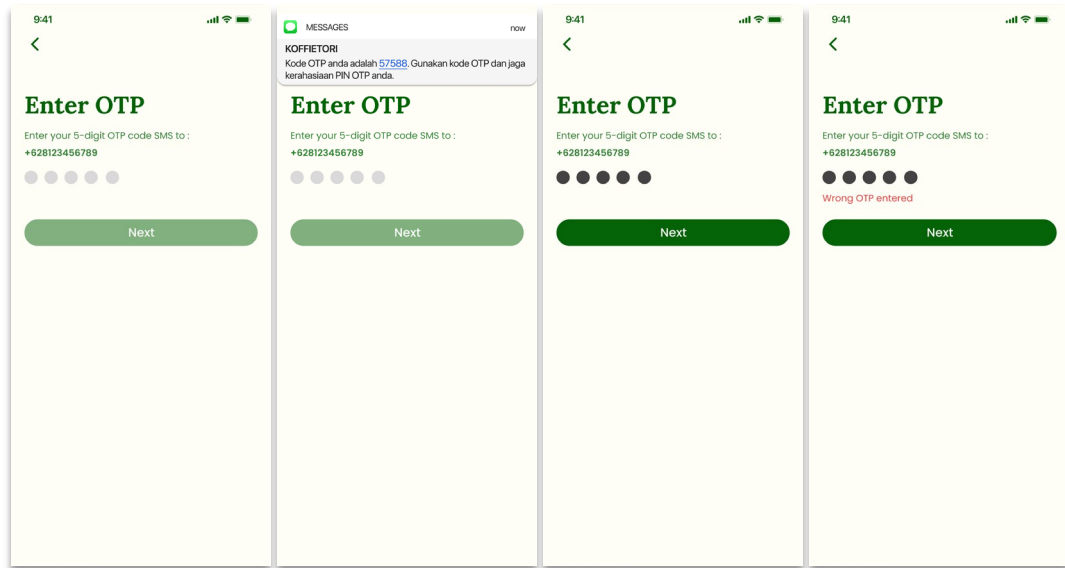 9:41
Enter OTP
Enter your 5-digit OTP code SMS to :
+628123456789
Next
MESSAGES now
KOFFIETORI
Kode OTP anda adalah 57588. Gunakan kode OTP dan jaga
kerahasiaan PIN OTP anda.
Enter OTP
Enter your 5-digit OTP code SMS to :
+628123456789
Next
9:41
Enter OTP
Enter your 5-digit OTP code SMS to :
+628123456789
Next
9:41
Enter OTP
Enter your 5-digit OTP code SMS to :
+628123456789
Wrong OTP entered
Next